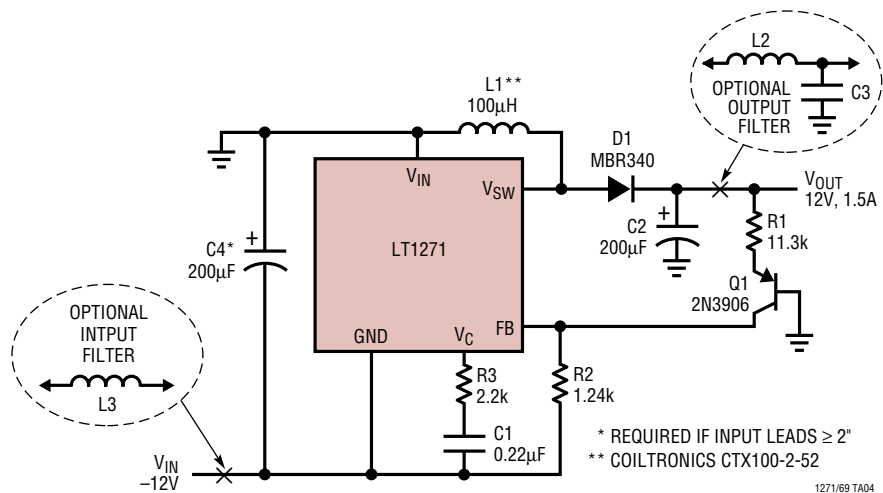 L2
OPTIONAL
OUTPUT
FILTER
C3
L1**
100µH
D1
MBR340
VIN
VSW
VOUT
12V, 1.5A
+
C4*
200µF
LT1271
+
C2
200µF
R1
11.3k
Q1
2N3906
OPTIONAL
INTPUT
FILTER
L3
GND
VC
FB
R3
2.2k
R2
1.24k
C1
0.22µF
VIN
–12V
* REQUIRED IF INPUT LEADS ≥ 2"
** COILTRONICS CTX100-2-52
1271/69 TA04